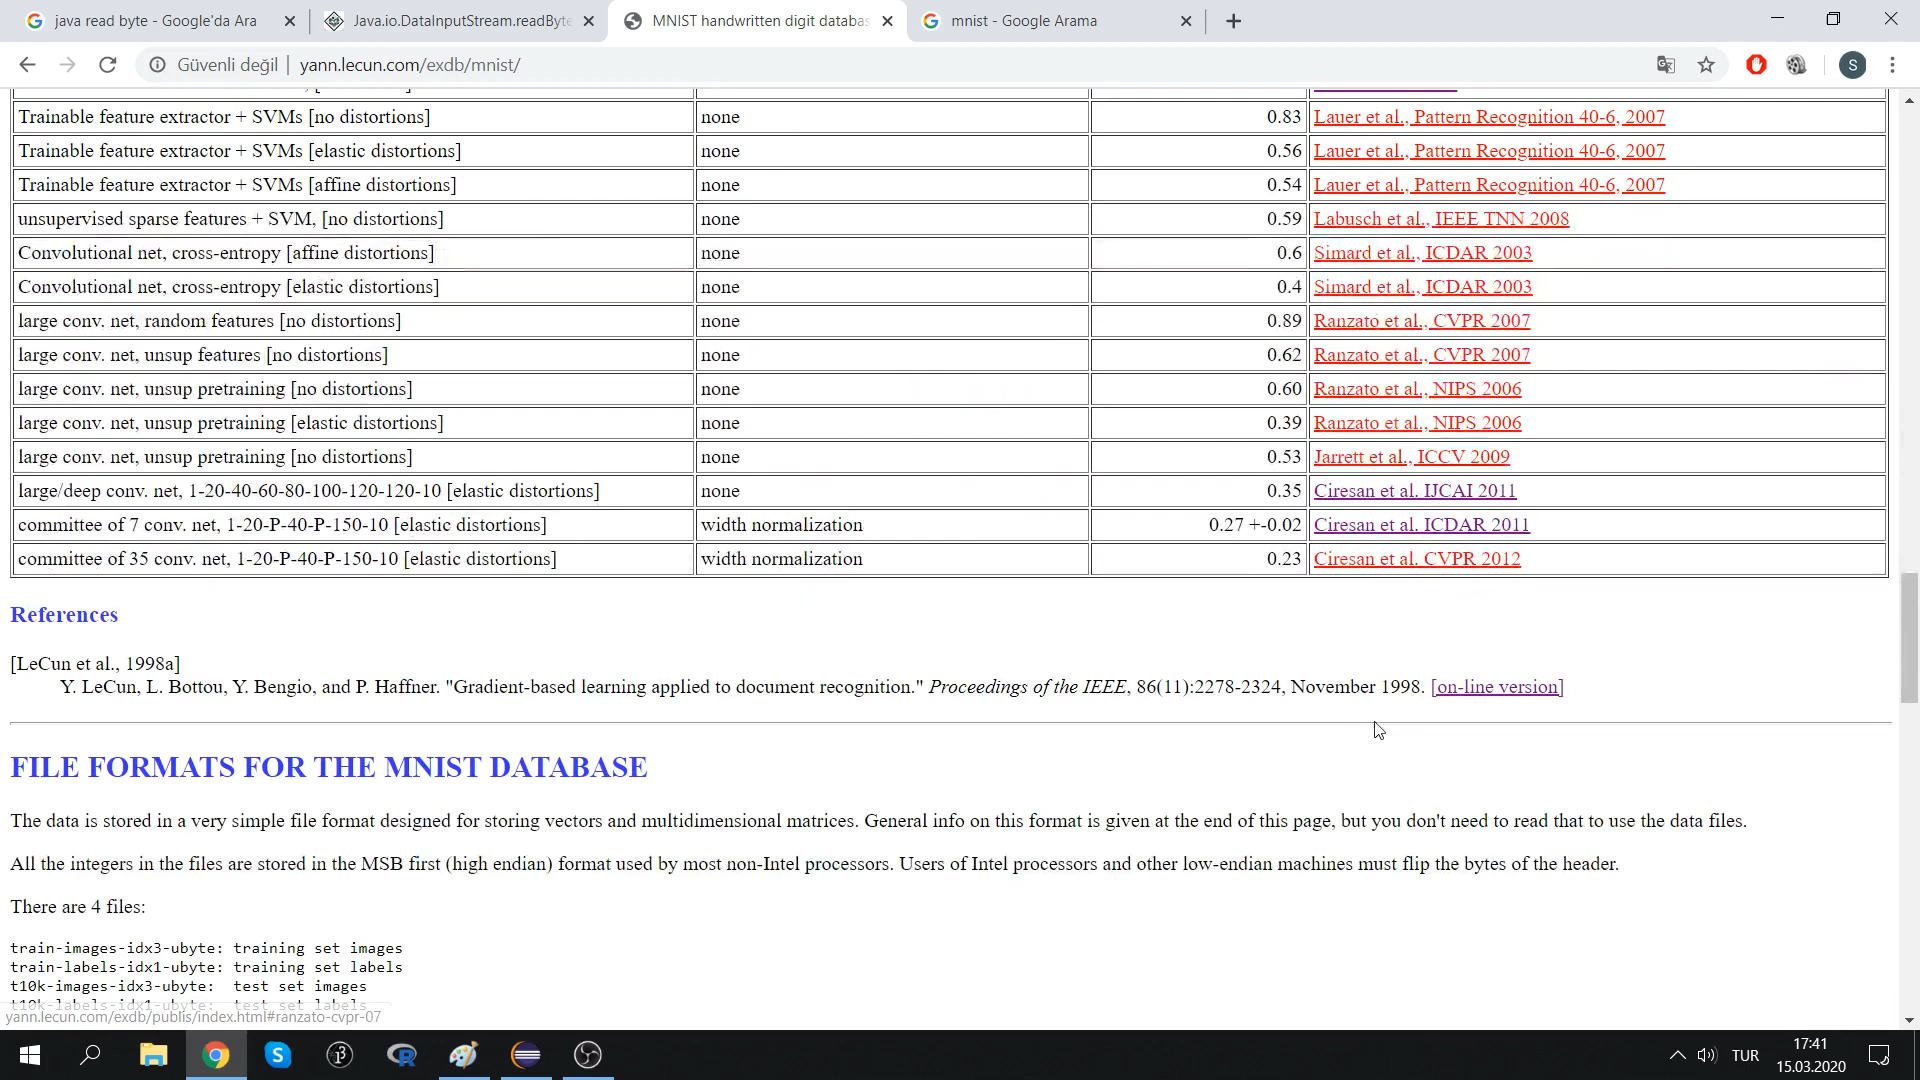 java read byte - Google'da Ara
Java.io.DataInputStream.readByte
MNIST handwritten digit databas
mnist - Google Arama
Güvenli değil | yann.lecun.com/exdb/mnist/
S
Trainable feature extractor + SVMs [no distortions] none 0.83 Lauer et al., Pattern Recognition 40-6, 2007
Trainable feature extractor + SVMs [elastic distortions] none 0.56 Lauer et al., Pattern Recognition 40-6, 2007
Trainable feature extractor + SVMs [affine distortions] none 0.54 Lauer et al., Pattern Recognition 40-6, 2007
unsupervised sparse features + SVM, [no distortions] none 0.59 Labusch et al., IEEE TNN 2008
Convolutional net, cross-entropy [affine distortions] none 0.6 Simard et al., ICDAR 2003
Convolutional net, cross-entropy [elastic distortions] none 0.4 Simard et al., ICDAR 2003
large conv. net, random features [no distortions] none 0.89 Ranzato et al., CVPR 2007
large conv. net, unsup features [no distortions] none 0.62 Ranzato et al., CVPR 2007
large conv. net, unsup pretraining [no distortions] none 0.60 Ranzato et al., NIPS 2006
large conv. net, unsup pretraining [elastic distortions] none 0.39 Ranzato et al., NIPS 2006
large conv. net, unsup pretraining [no distortions] none 0.53 Jarrett et al., ICCV 2009
large/deep conv. net, 1-20-40-60-80-100-120-120-10 [elastic distortions] none 0.35 Ciresan et al. IJCAI 2011
committee of 7 conv. net, 1-20-P-40-P-150-10 [elastic distortions] width normalization 0.27 +-0.02 Ciresan et al. ICDAR 2011
committee of 35 conv. net, 1-20-P-40-P-150-10 [elastic distortions] width normalization 0.23 Ciresan et al. CVPR 2012
References
[LeCun et al., 1998a]
Y. LeCun, L. Bottou, Y. Bengio, and P. Haffner. "Gradient-based learning applied to document recognition." Proceedings of the IEEE, 86(11):2278-2324, November 1998. [on-line version]
FILE FORMATS FOR THE MNIST DATABASE
The data is stored in a very simple file format designed for storing vectors and multidimensional matrices. General info on this format is given at the end of this page, but you don't need to read that to use the data files.
All the integers in the files are stored in the MSB first (high endian) format used by most non-Intel processors. Users of Intel processors and other low-endian machines must flip the bytes of the header.
There are 4 files:
train-images-idx3-ubyte: training set images
train-labels-idx1-ubyte: training set labels
t10k-images-idx3-ubyte: test set images
t10k-labels-idx1-ubyte: test set labels
yann.lecun.com/exdb/publis/index.html#ranzato-cvpr-07
TUR
17:41
15.03.2020